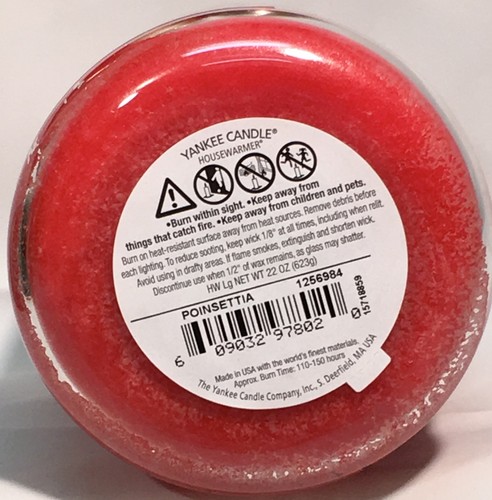 YANKEE CANDLE®
HOUSEWARMER®
•Burn within sight. •Keep away from
things that catch fire. •Keep away from children and pets.
Burn on heat-resistant surface away from heat sources. Remove debris before
each lighting. To reduce sooting, keep wick 1/8" at all times, including when relit.
Avoid using in drafty areas. If flame smokes, extinguish and shorten wick.
Discontinue use when 1/2" of wax remains, as glass may shatter.
HW Lg NET WT 22 OZ (623g)
POINSETTIA 1256984
6 09032 97802 0
15718859
Made in USA with the world's finest materials.
Approx. Burn Time: 110-150 hours
The Yankee Candle Company, Inc., S. Deerfield, MA USA